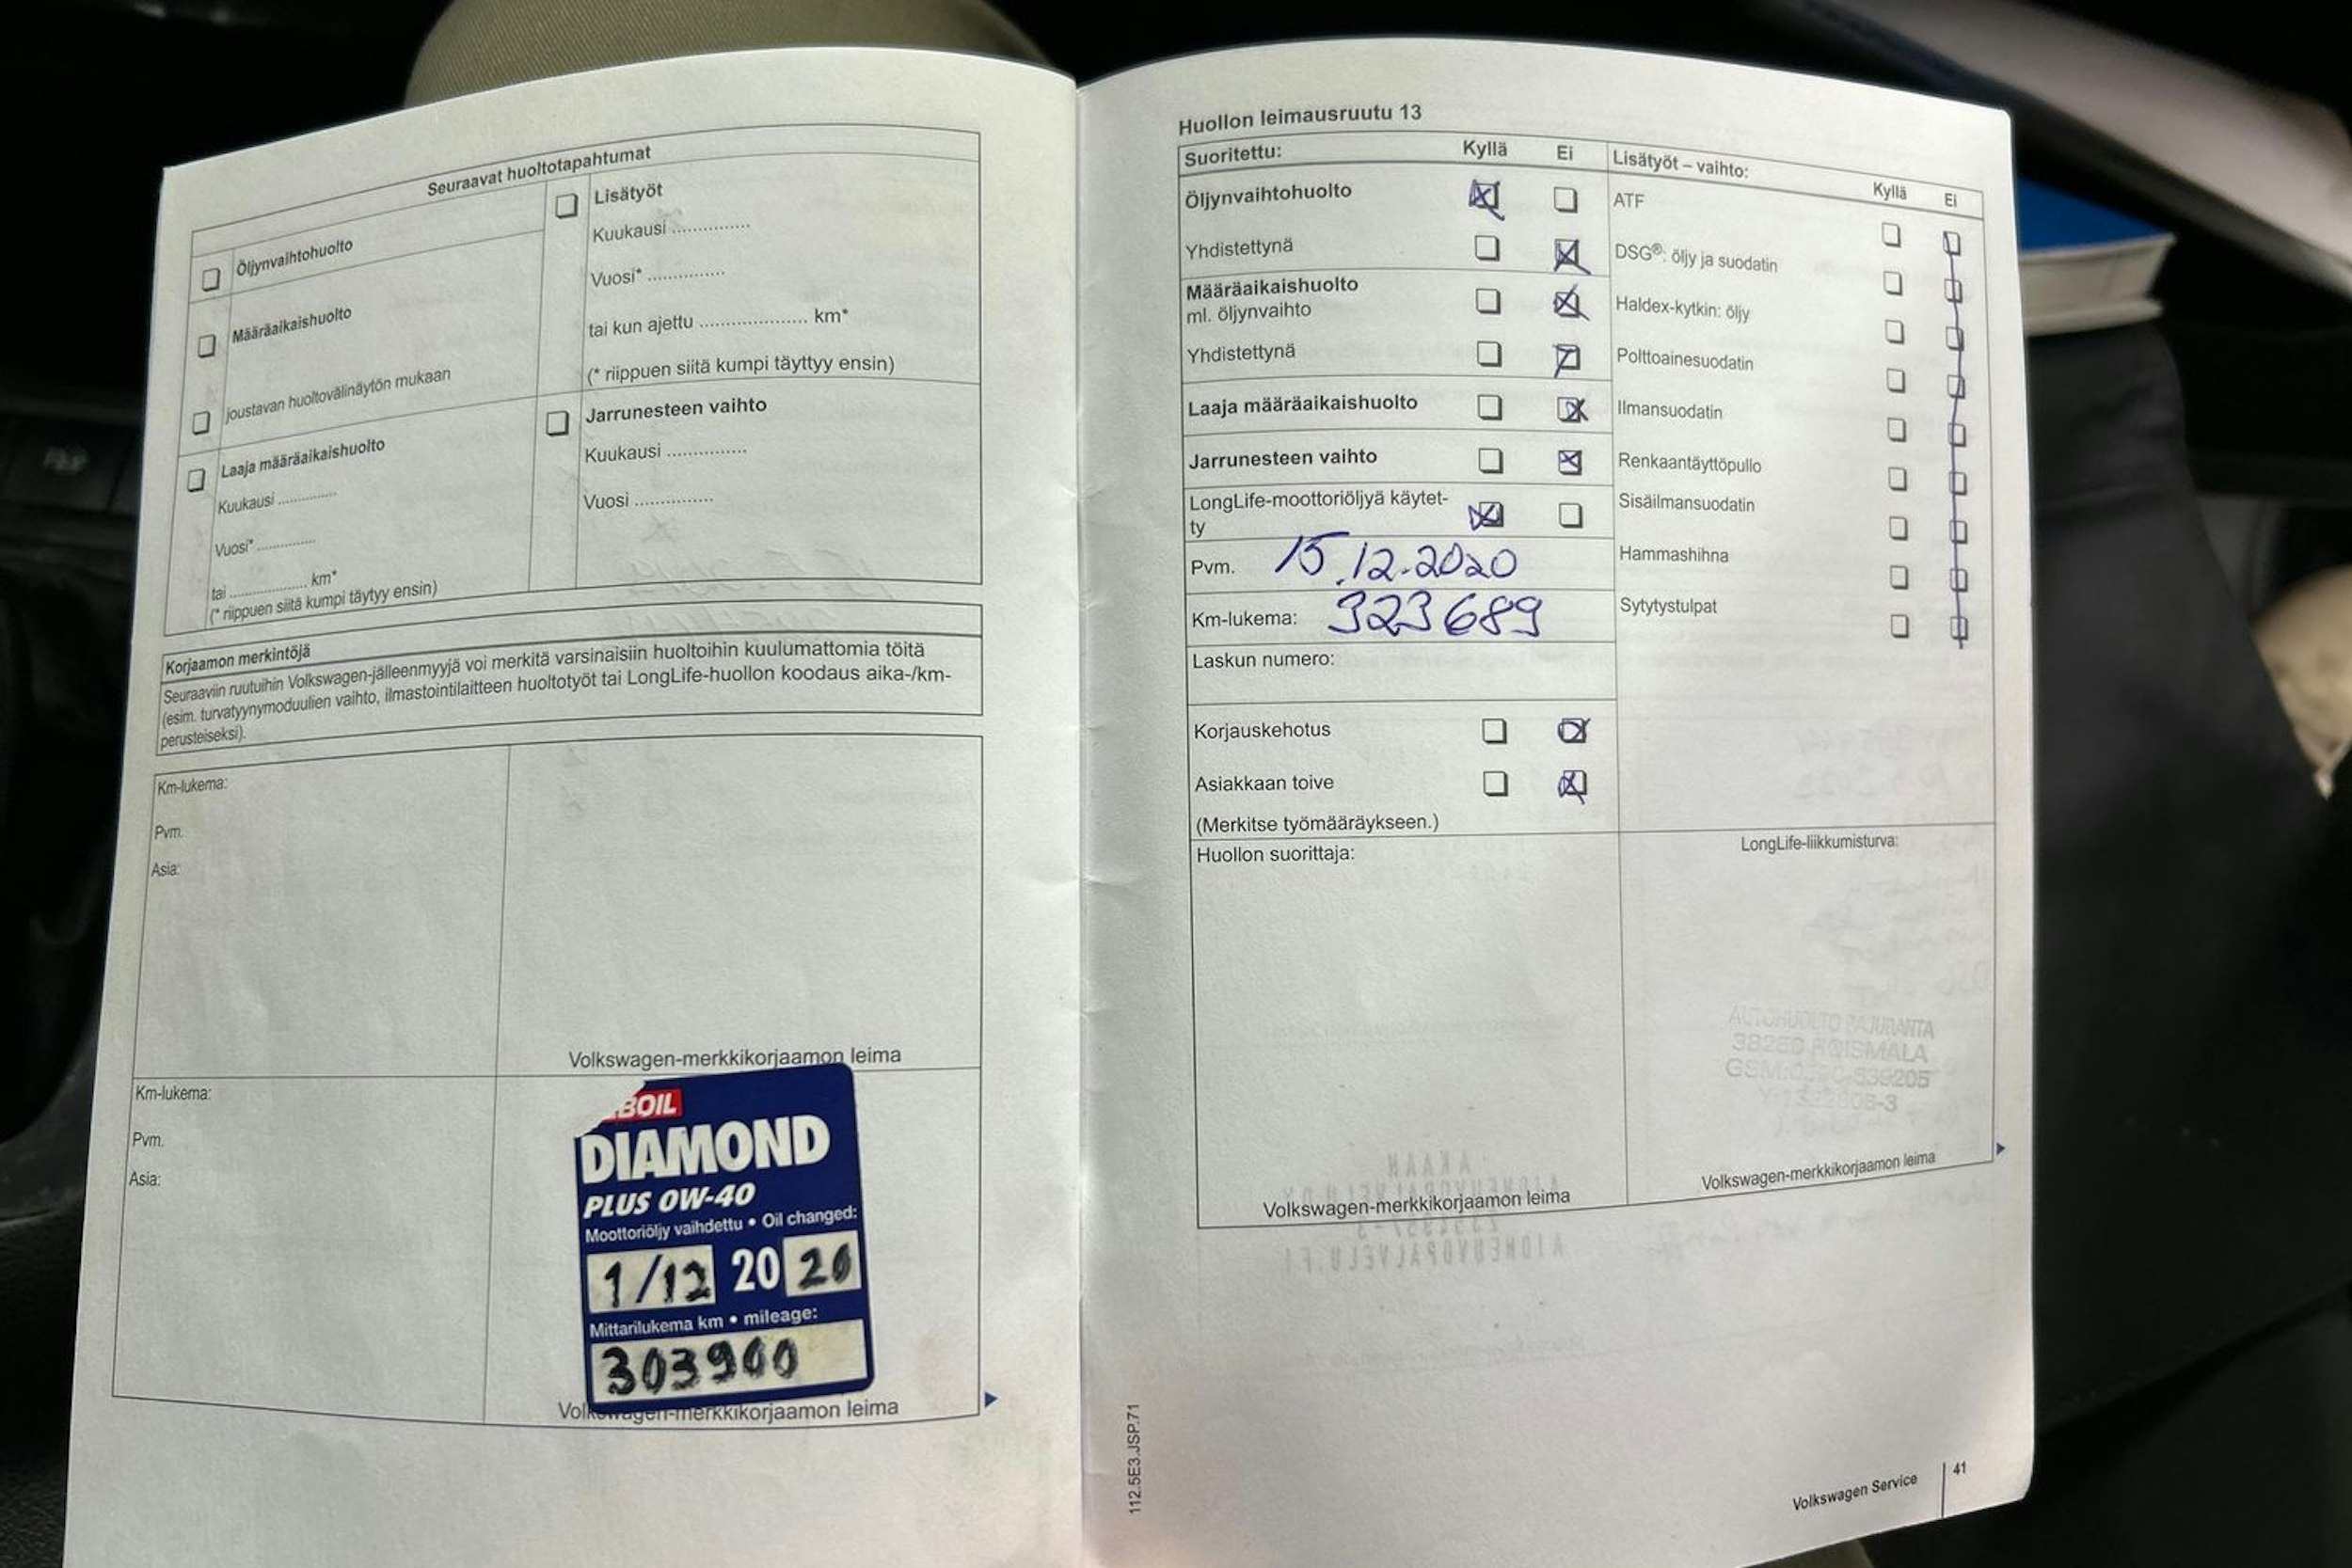 Seuraavat huoltotapahtumat
Öljynvaihtohuolto
Määräaikaishuolto
joustavan huoltovälinäytön mukaan
Laaja määräaikaishuolto
Kuukausi ..............
Vuosi* ..............
tai .................. km*
(* riippuen siitä kumpi täytyy ensin)
Lisätyöt
Kuukausi ..............
Vuosi* ..............
tai kun ajettu .................... km*
(* riippuen siitä kumpi täyttyy ensin)
Jarrunesteen vaihto
Kuukausi ..............
Vuosi ..............
Korjaamon merkintöjä
Seuraaviin ruutuihin Volkswagen-jälleenmyyjä voi merkitä varsinaisiin huoltoihin kuulumattomia töitä
(esim. turvatyynymoduulien vaihto, ilmastointilaitteen huoltotyöt tai LongLife-huollon koodaus aika-/km-
perusteiseksi).
Km-lukema:
Pvm.
Asia:
Volkswagen-merkkikorjaamon leima
Km-lukema:
Pvm.
Asia:
BOIL
DIAMOND
PLUS 0W-40
Moottoriöljy vaihdettu • Oil changed:
1/12 20 20
Mittarilukema km • mileage:
303900
Volkswagen-merkkikorjaamon leima
Huollon leimausruutu 13
Suoritettu: Kyllä Ei
Öljynvaihtohuolto
Yhdistettynä
Määräaikaishuolto
ml. öljynvaihto
Yhdistettynä
Laaja määräaikaishuolto
Jarrunesteen vaihto
LongLife-moottoriöljyä käytet-
ty
Pvm. 15.12.2020
Km-lukema: 323689
Laskun numero:
Korjauskehotus
Asiakkaan toive
(Merkitse työmääräykseen.)
Huollon suorittaja:
Volkswagen-merkkikorjaamon leima
Lisätyöt – vaihto: Kyllä Ei
ATF
DSG®: öljy ja suodatin
Haldex-kytkin: öljy
Polttoainesuodatin
Ilmansuodatin
Renkaantäyttöpullo
Sisäilmansuodatin
Hammashihna
Sytytystulpat
LongLife-liikkumisturva:
Volkswagen-merkkikorjaamon leima
112.5E3.JSP.71
Volkswagen Service 41